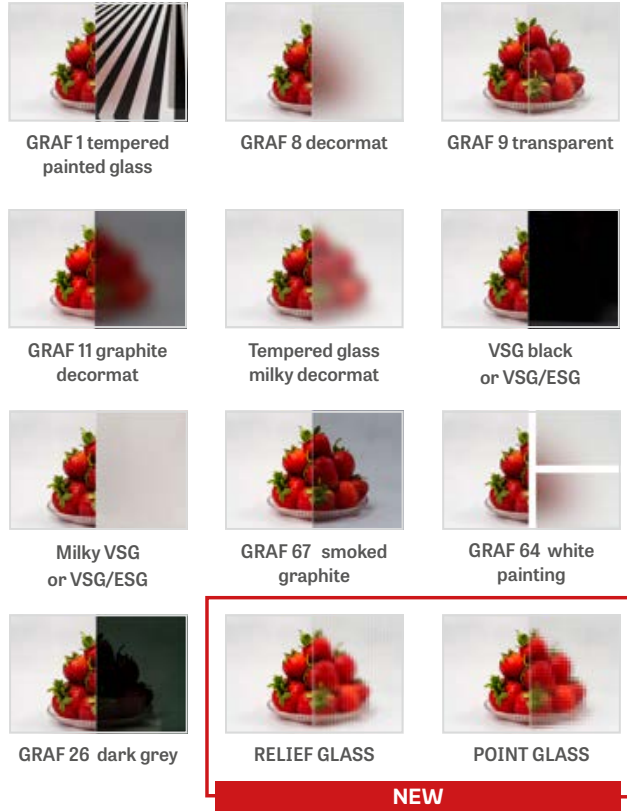 GRAF 1 tempered
painted glass
GRAF 8 decormat
GRAF 9 transparent
GRAF 11 graphite
decormat
Tempered glass
milky decormat
VSG black
or VSG/ESG
Milky VSG
or VSG/ESG
GRAF 67 smoked
graphite
GRAF 64 white
painting
GRAF 26 dark grey
RELIEF GLASS
POINT GLASS
NEW